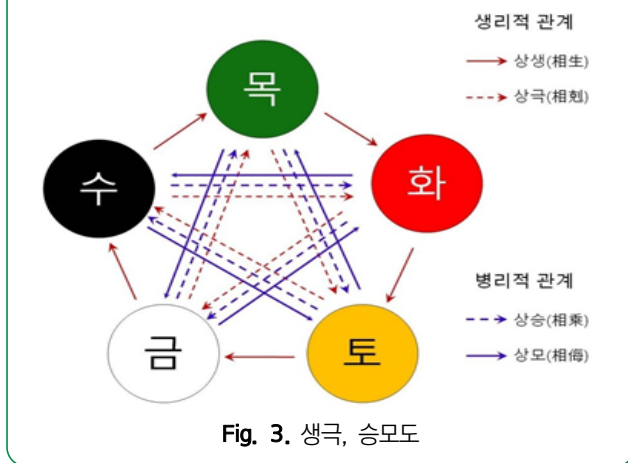 생리적 관계
상생(相生)
상극(相剋)
목
수
화
병리적 관계
상승(相乘)
상모(相侮)
금
토
Fig. 3. 생극, 승모도